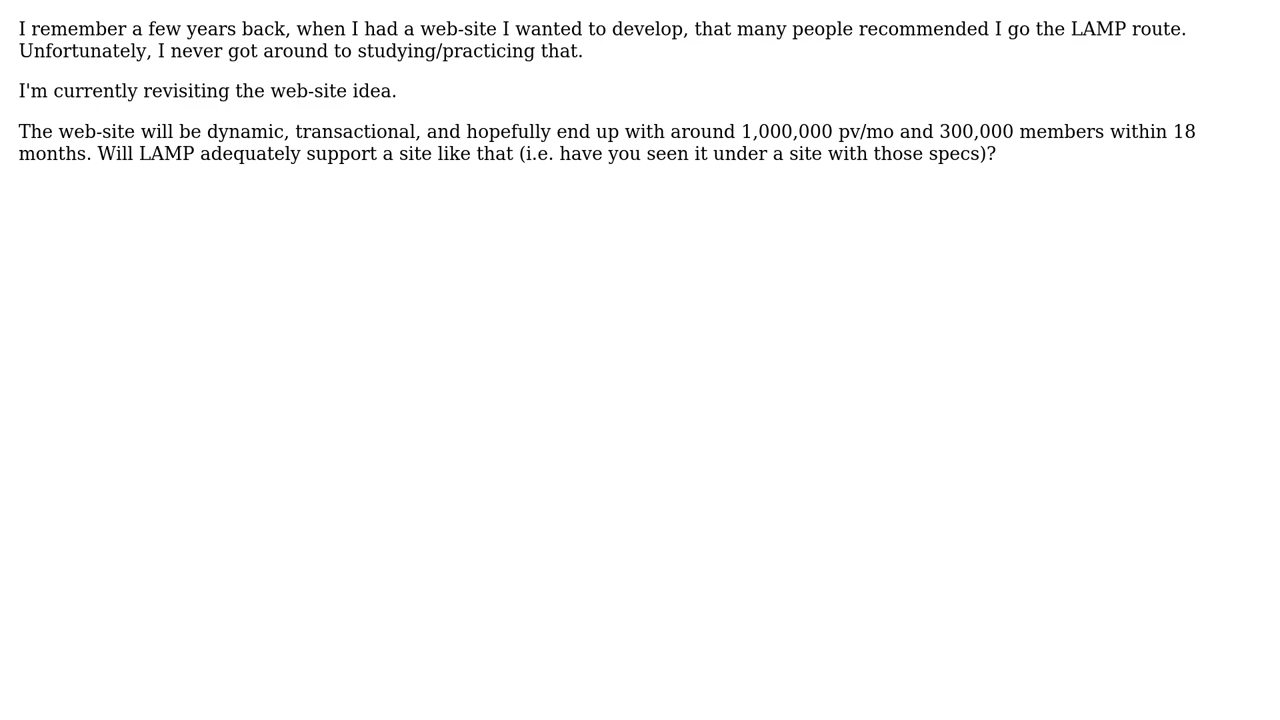 I remember a few years back, when I had a web-site I wanted to develop, that many people recommended I go the LAMP route.
Unfortunately, I never got around to studying/practicing that.
I'm currently revisiting the web-site idea.
The web-site will be dynamic, transactional, and hopefully end up with around 1,000,000 pv/mo and 300,000 members within 18
months. Will LAMP adequately support a site like that (i.e. have you seen it under a site with those specs)?